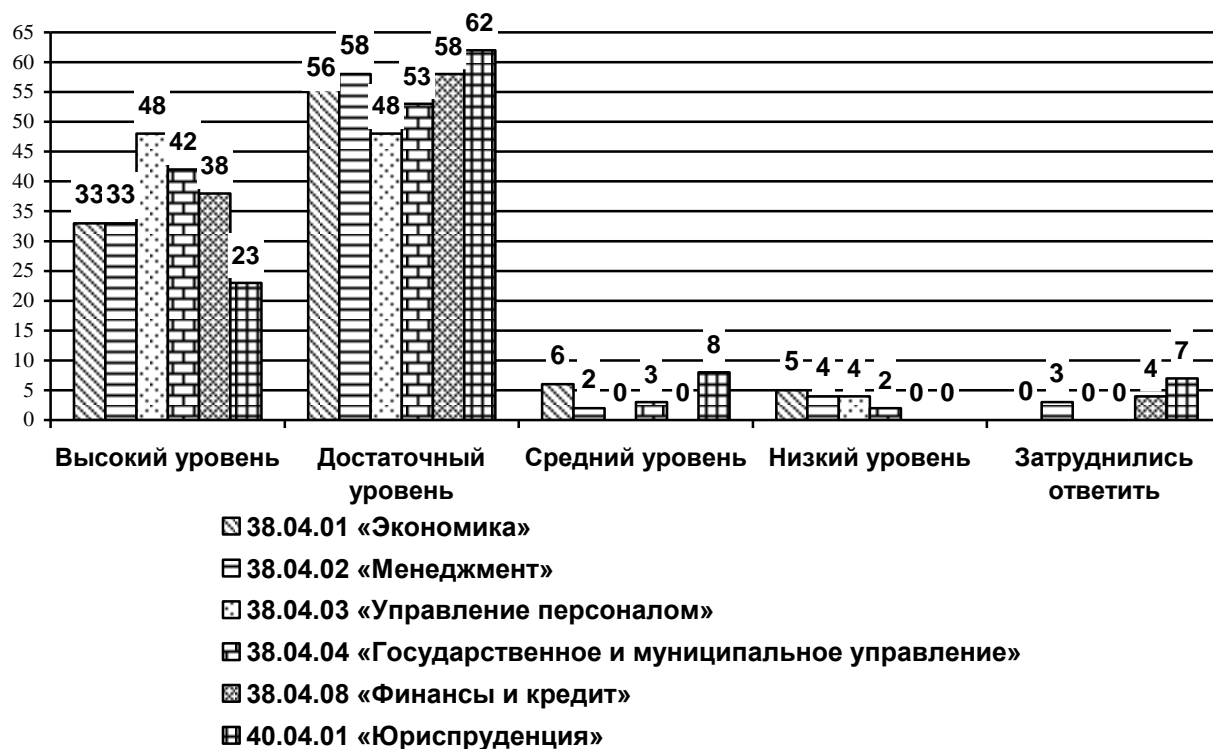 65
60
55
50
45
40
35
30
25
20
15
10
5
0
33 33 48 42 38 23
56 58 48 53 58 62
6 2 0 3 0 8
5 4 4 2 0 0
0 3 0 0 4 7
Высокий уровень
Достаточный
уровень
Средний уровень
Низкий уровень
Затруднились
ответить
38.04.01 «Экономика»
38.04.02 «Менеджмент»
38.04.03 «Управление персоналом»
38.04.04 «Государственное и муниципальное управление»
38.04.08 «Финансы и кредит»
40.04.01 «Юриспруденция»